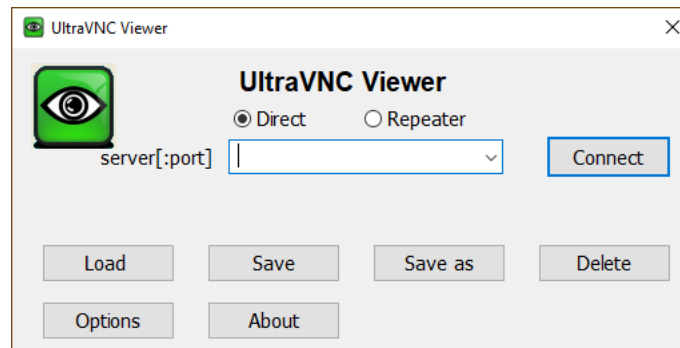 UltraVNC Viewer
UltraVNC Viewer
Direct Repeater
server[:port] Connect
Load Save Save as Delete
Options About